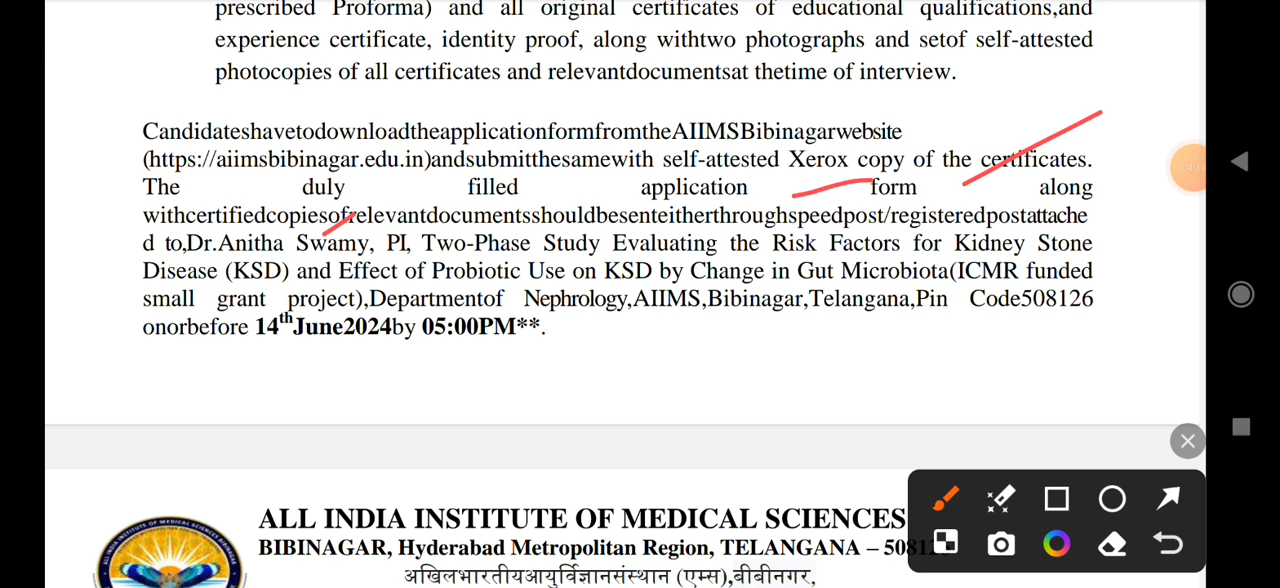 prescribed Proforma) and all original certificates of educational qualifications,and
experience certificate, identity proof, along withtwo photographs and setof self-attested
photocopies of all certificates and relevantdocumentsat thetime of interview.
CandidateshavetodownloadtheapplicationformfromtheAIIMSBibinagarwebsite
(https://aiimsbibinagar.edu.in)andsubmitthesamewith self-attested Xerox copy of the certificates.
The duly filled application form along
withcertifiedcopiesofrelevantdocumentsshouldbesenteitherthroughspeedpost/registeredpostattache
d to,Dr.Anitha Swamy, PI, Two-Phase Study Evaluating the Risk Factors for Kidney Stone
Disease (KSD) and Effect of Probiotic Use on KSD by Change in Gut Microbiota(ICMR funded
small grant project),Departmentof Nephrology,AIIMS,Bibinagar,Telangana,Pin Code508126
onorbefore 14thJune2024by 05:00PM**.
ALL INDIA INSTITUTE OF MEDICAL SCIENCES
BIBINAGAR, Hyderabad Metropolitan Region, TELANGANA –
अखिलभारतीयआयुर्विज्ञानसंस्थान (एम्स),बीबीनगर,